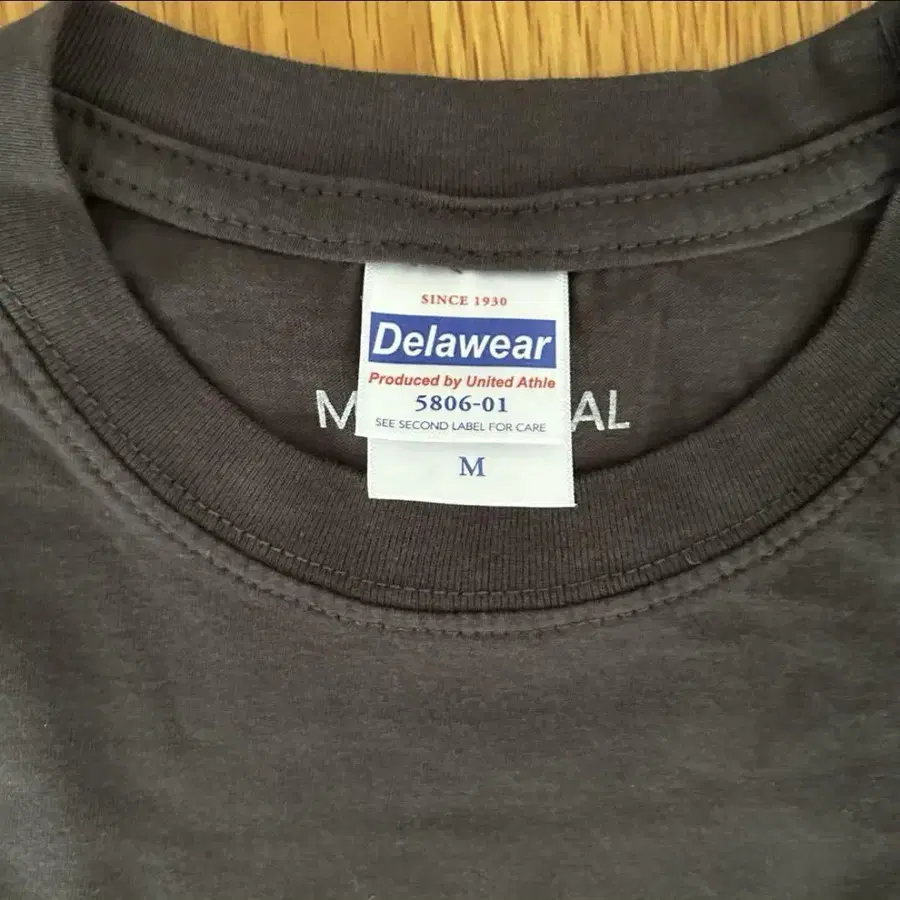 SINCE 1930
Delawear
Produced by United Athle
5806-01
SEE SECOND LABEL FOR CARE
M